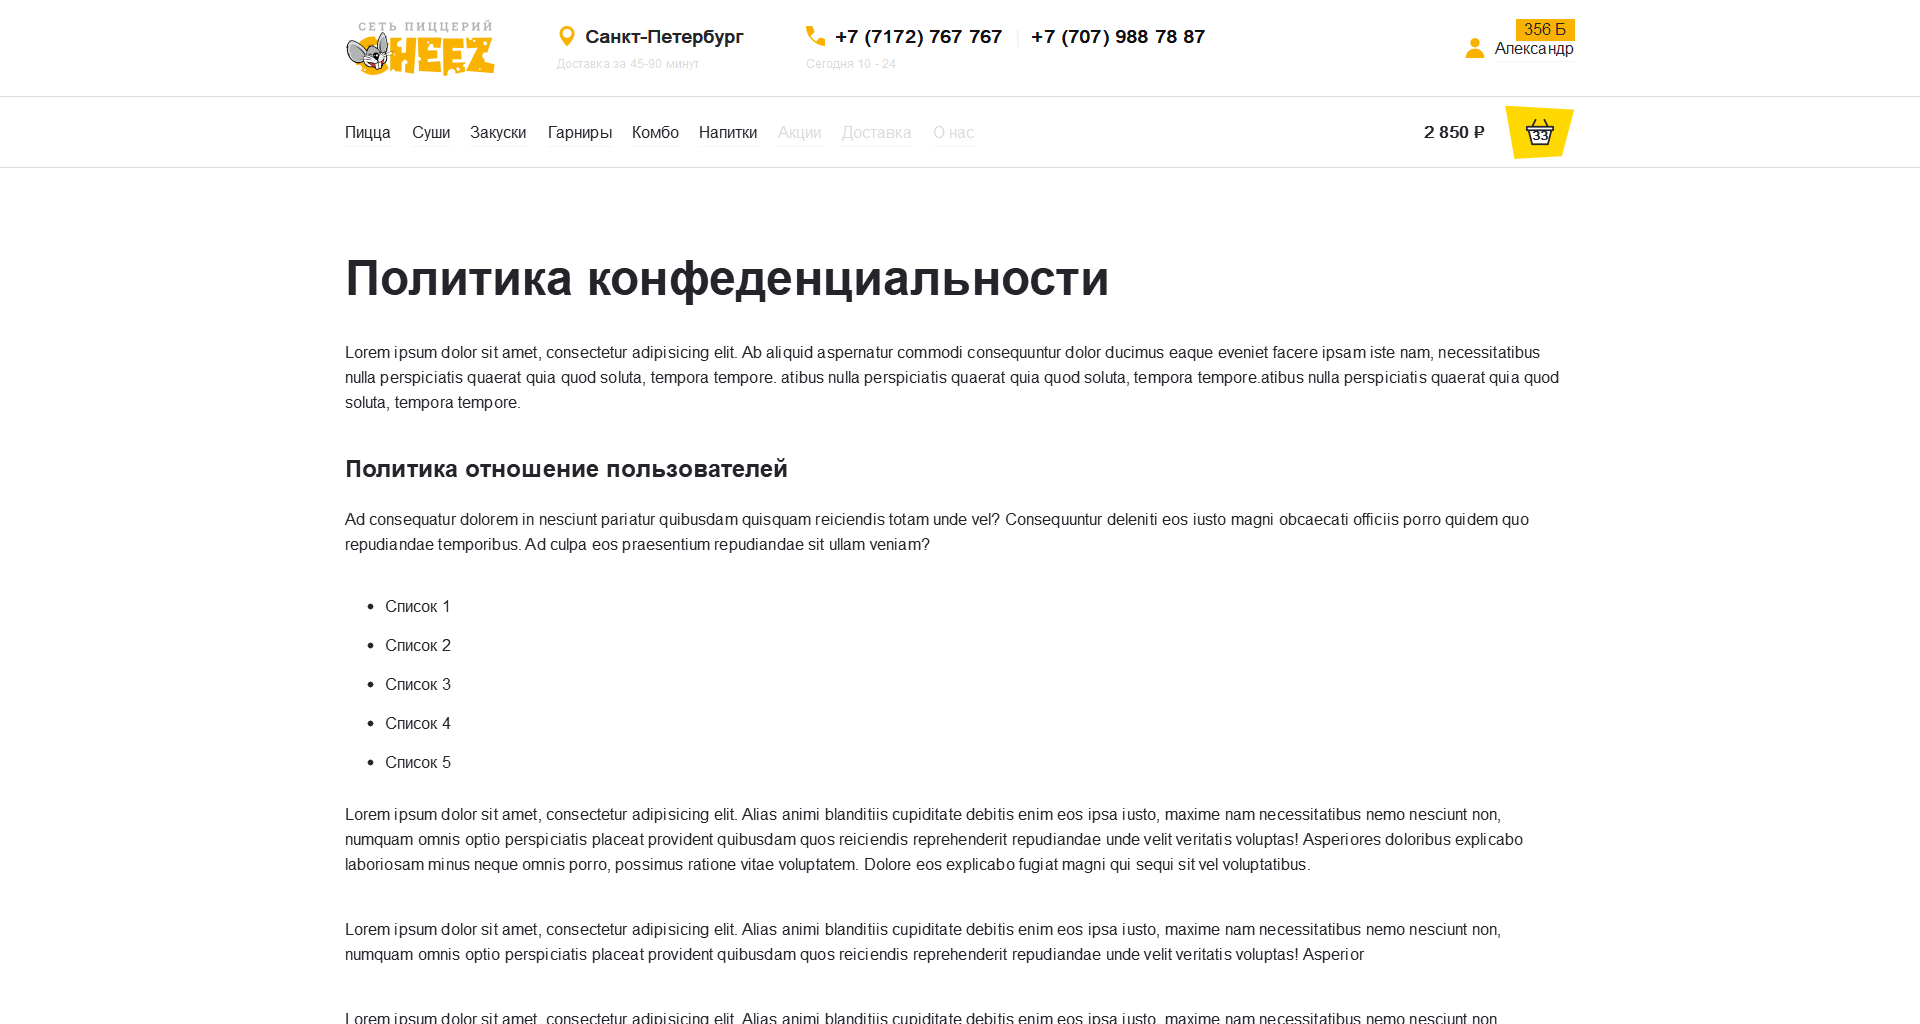 СЕТЬ ПИЦЦЕРИЙ
CHEEZ
Санкт-Петербург
Доставка за 45-90 минут
+7 (7172) 767 767
+7 (707) 988 78 87
Сегодня 10 - 24
356 Б
Александр
Пицца Суши Закуски Гарниры Комбо Напитки Акции Доставка О нас
2 850 ₽
33
Политика конфеденциальности
Lorem ipsum dolor sit amet, consectetur adipisicing elit. Ab aliquid aspernatur commodi consequuntur dolor ducimus eaque eveniet facere ipsam iste nam, necessitatibus
nulla perspiciatis quaerat quia quod soluta, tempora tempore. atibus nulla perspiciatis quaerat quia quod soluta, tempora tempore.atibus nulla perspiciatis quaerat quia quod
soluta, tempora tempore.
Политика отношение пользователей
Ad consequatur dolorem in nesciunt pariatur quibusdam quisquam reiciendis totam unde vel? Consequuntur deleniti eos iusto magni obcaecati officiis porro quidem quo
repudiandae temporibus. Ad culpa eos praesentium repudiandae sit ullam veniam?
• Список 1
• Список 2
• Список 3
• Список 4
• Список 5
Lorem ipsum dolor sit amet, consectetur adipisicing elit. Alias animi blanditiis cupiditate debitis enim eos ipsa iusto, maxime nam necessitatibus nemo nesciunt non,
numquam omnis optio perspiciatis placeat provident quibusdam quos reiciendis reprehenderit repudiandae unde velit veritatis voluptas! Asperiores doloribus explicabo
laboriosam minus neque omnis porro, possimus ratione vitae voluptatem. Dolore eos explicabo fugiat magni qui sequi sit vel voluptatibus.
Lorem ipsum dolor sit amet, consectetur adipisicing elit. Alias animi blanditiis cupiditate debitis enim eos ipsa iusto, maxime nam necessitatibus nemo nesciunt non,
numquam omnis optio perspiciatis placeat provident quibusdam quos reiciendis reprehenderit repudiandae unde velit veritatis voluptas! Asperior
Lorem ipsum dolor sit amet, consectetur adipisicing elit. Alias animi blanditiis cupiditate debitis enim eos ipsa iusto, maxime nam necessitatibus nemo nesciunt non